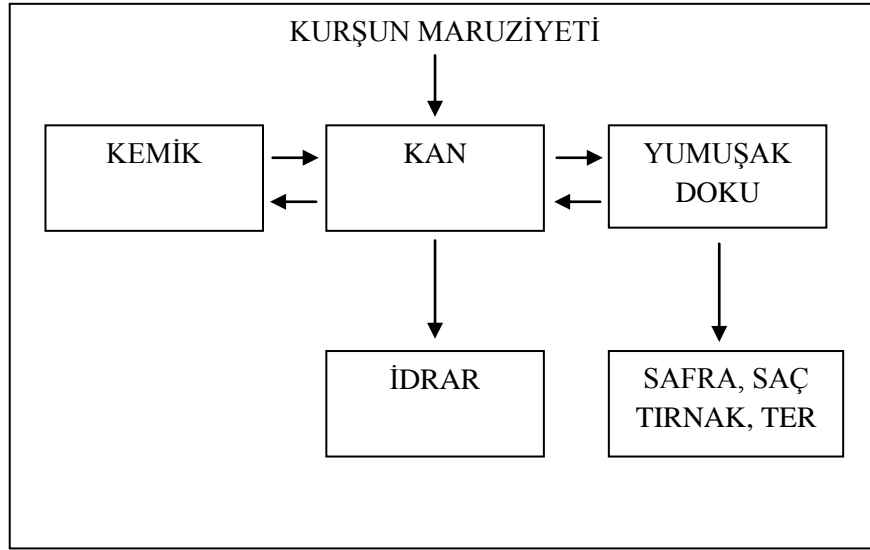 KURŞUN MARUZİYETİ
KEMİK
KAN
YUMUŞAK
DOKU
İDRAR
SAFRA, SAÇ
TIRNAK, TER